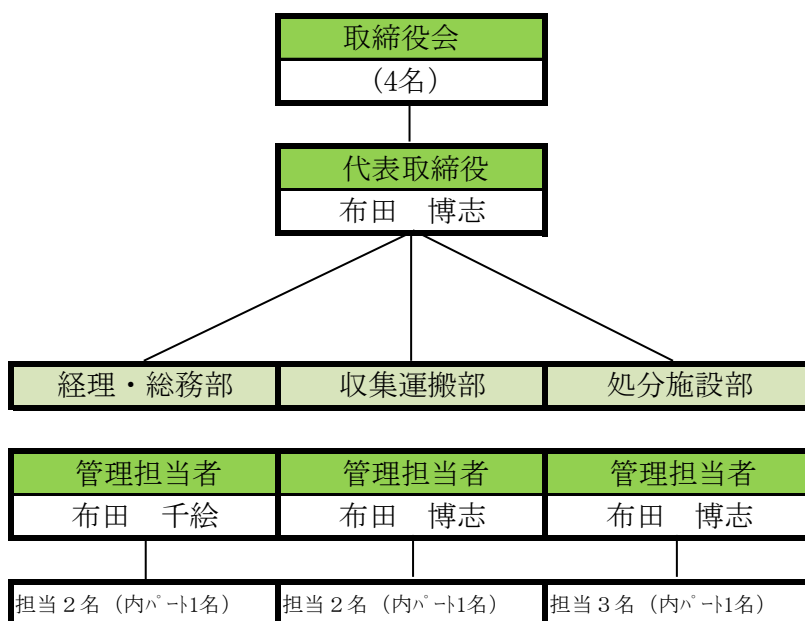 取締役会
(4名)
代表取締役
布田　博志
経理・総務部
収集運搬部
処分施設部
管理担当者
管理担当者
管理担当者
布田　千絵
布田　博志
布田　博志
担当２名（内ﾊﾟｰﾄ1名）
担当２名（内ﾊﾟｰﾄ1名）
担当３名（内ﾊﾟｰﾄ1名）